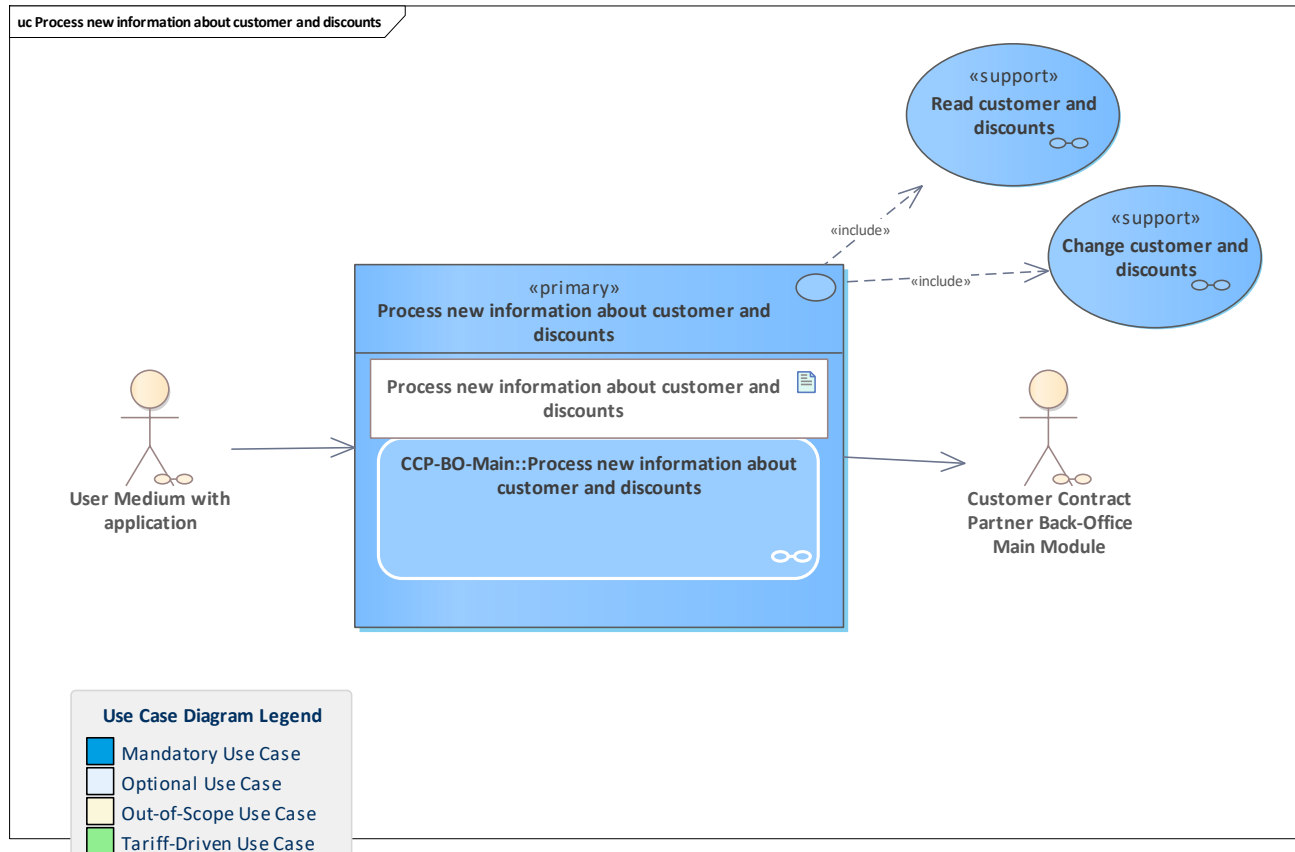 uc Process new information about customer and discounts
«support»
Read customer and
discounts
«include»
«support»
Change customer and
discounts
«include»
«primary»
Process new information about customer and
discounts
Process new information about customer and
discounts
CCP-BO-Main::Process new information about
customer and discounts
User Medium with
application
Customer Contract
Partner Back-Office
Main Module
Use Case Diagram Legend
Mandatory Use Case
Optional Use Case
Out-of-Scope Use Case
Tariff-Driven Use Case